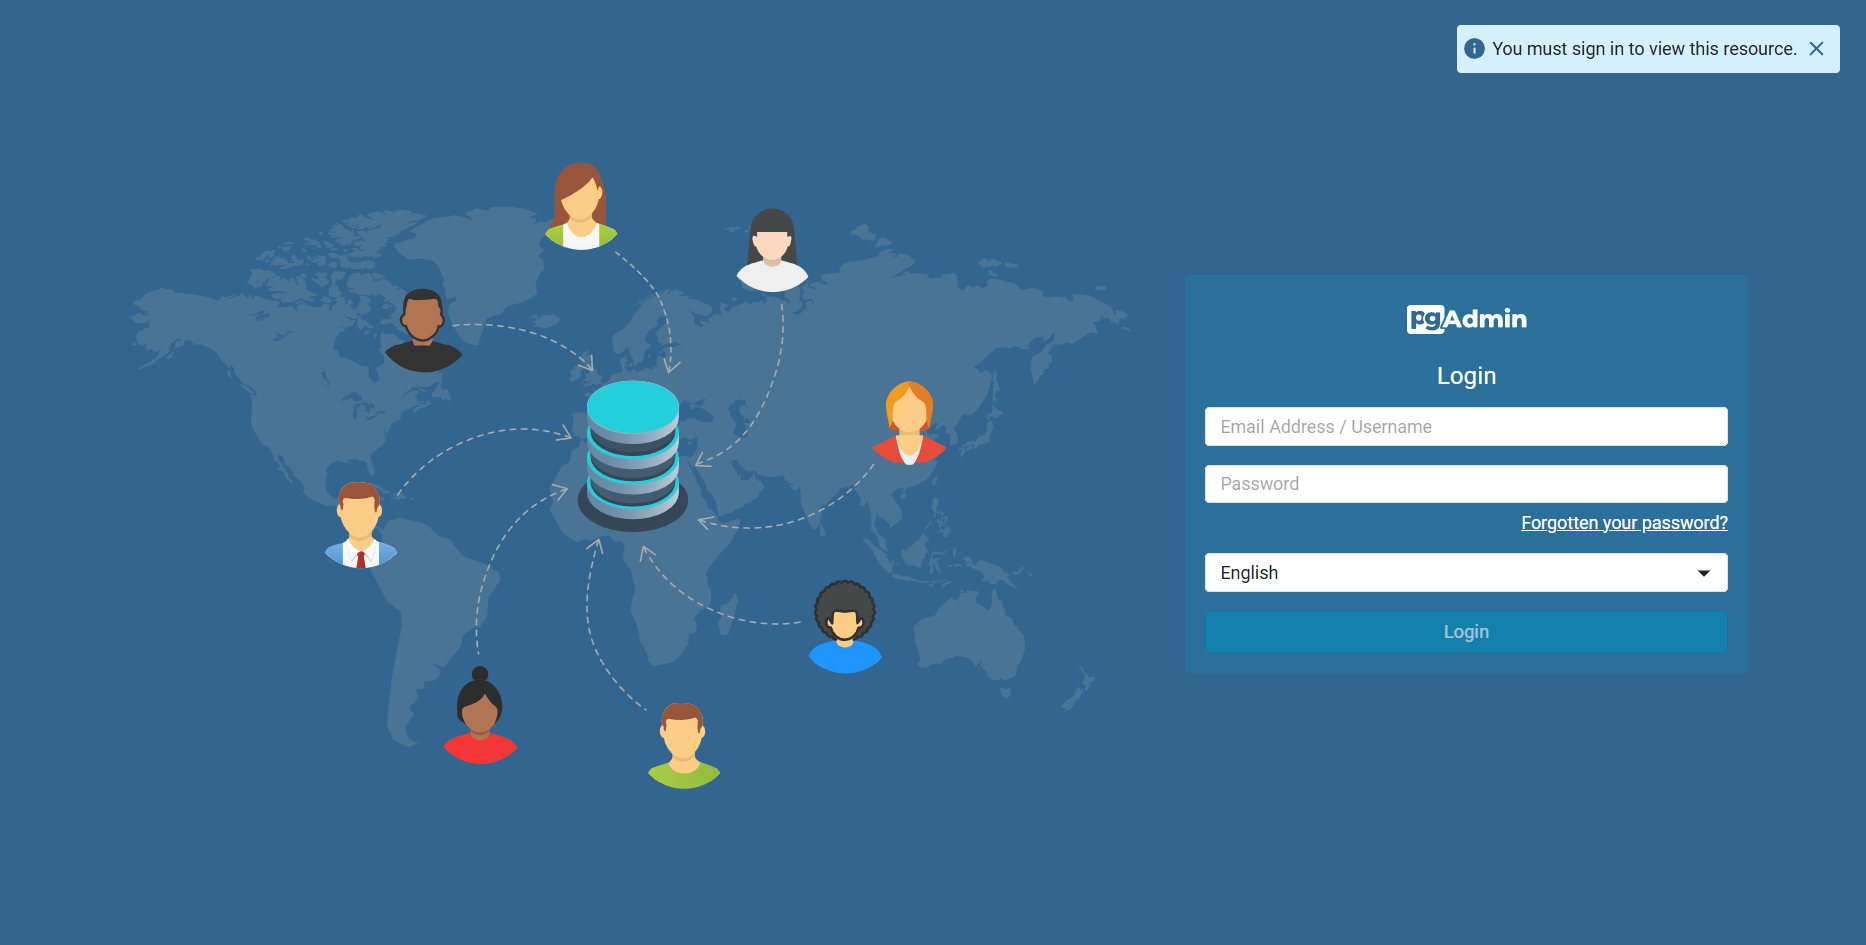 You must sign in to view this resource.
pgAdmin
Login
Email Address / Username
Password
Forgotten your password?
English
Login